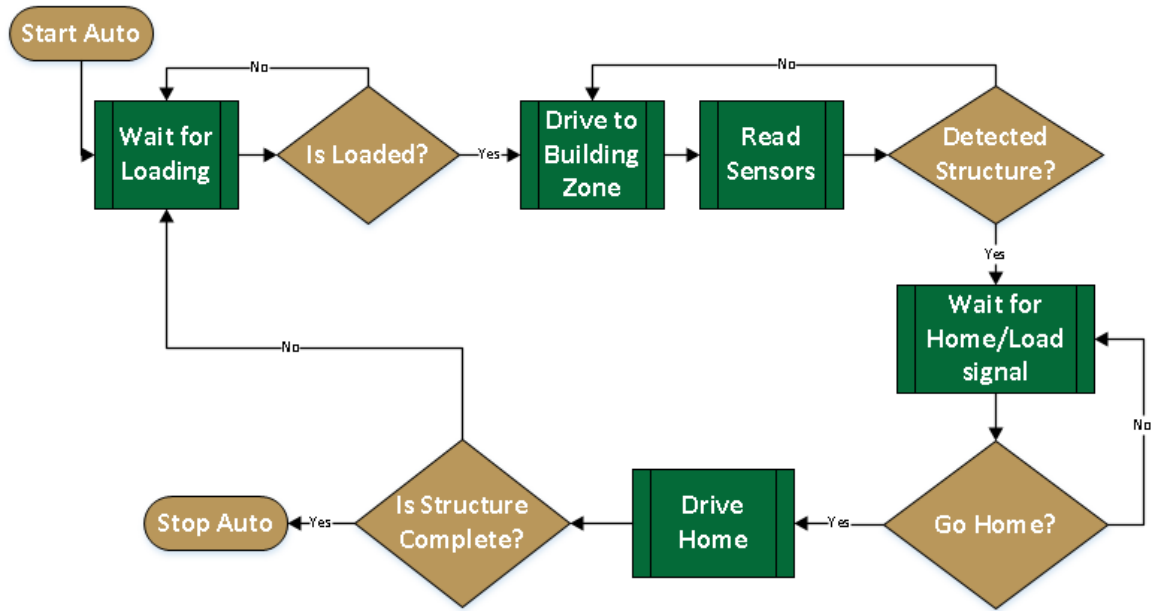 Start Auto
No
Wait for
Loading
Is Loaded?
Yes
No
Drive to
Building
Zone
Read
Sensors
Detected
Structure?
Yes
Wait for
Home/Load
signal
No
Go Home?
Yes
Drive
Home
Is Structure
Complete?
No
Yes
Stop Auto